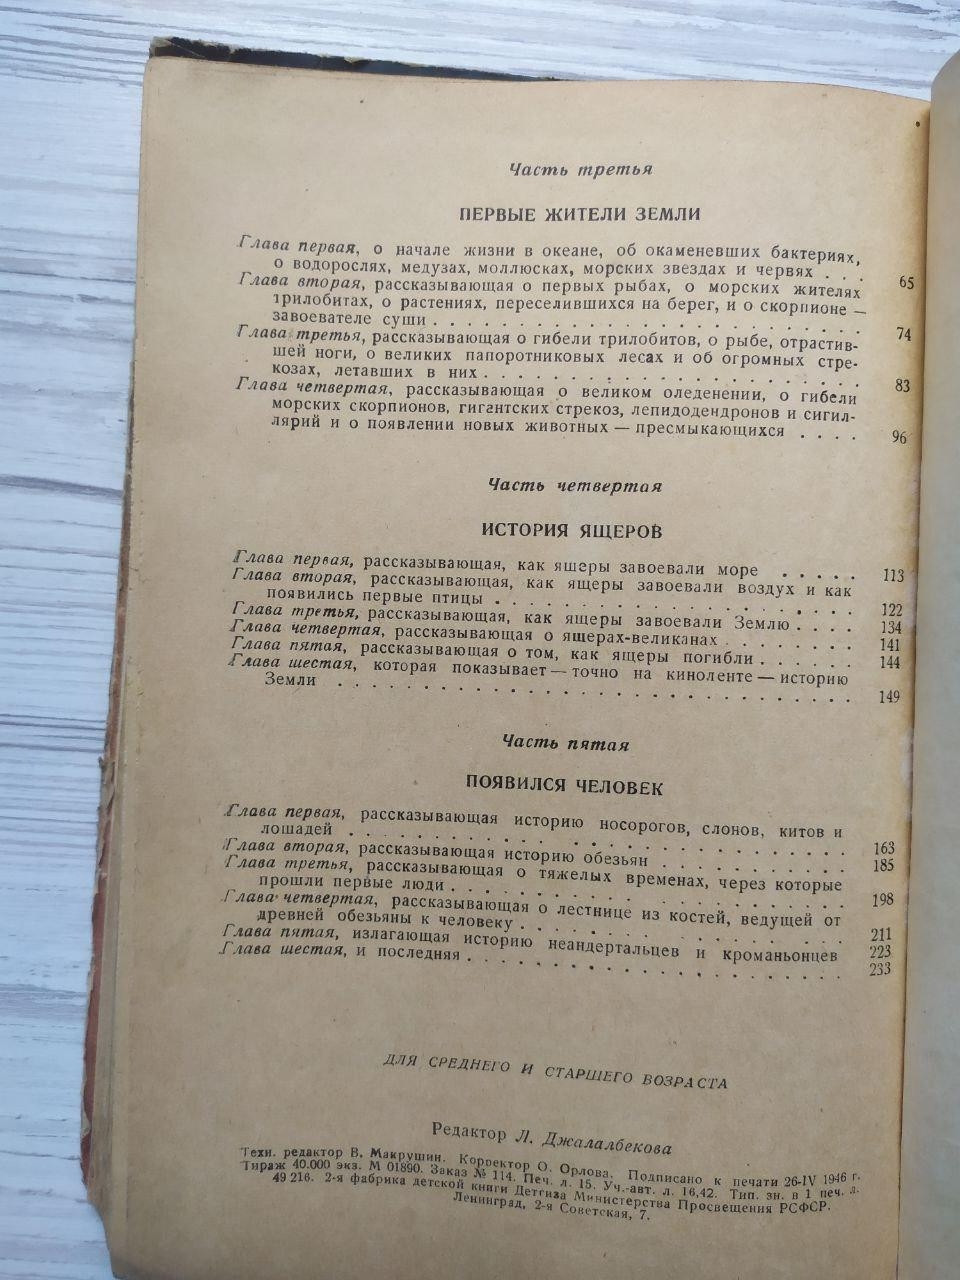 Часть третья
ПЕРВЫЕ ЖИТЕЛИ ЗЕМЛИ
Глава первая, о начале жизни в океане, об окаменевших бактериях,
о водорослях, медузах, моллюсках, морских звездах и червях . . . 65
Глава вторая, рассказывающая о первых рыбах, о морских жителях
трилобитах, о растениях, переселившихся на берег, и о скорпионе —
завоевателе суши . . . . . . . . . . . . . . . . . . . . . . 74
Глава третья, рассказывающая о гибели трилобитов, о рыбе, отрастив-
шей ноги, о великих папоротниковых лесах и об огромных стре-
козах, летавших в них . . . . . . . . . . . . . . . . . . . . 83
Глава четвертая, рассказывающая о великом оледенении, о гибели
морских скорпионов, гигантских стрекоз, лепидодендронов и сигил-
лярий и о появлении новых животных — пресмыкающихся . . . . 96
Часть четвертая
ИСТОРИЯ ЯЩЕРОВ
Глава первая, рассказывающая, как ящеры завоевали море . . . . . 113
Глава вторая, рассказывающая, как ящеры завоевали воздух и как
появились первые птицы . . . . . . . . . . . . . . . . . . . 122
Глава третья, рассказывающая, как ящеры завоевали Землю . . . . 134
Глава четвертая, рассказывающая о ящерах-великанах . . . . . . . 141
Глава пятая, рассказывающая о том, как ящеры погибли . . . . . . 144
Глава шестая, которая показывает — точно на киноленте — историю
Земли . . . . . . . . . . . . . . . . . . . . . . . . . . . 149
Часть пятая
ПОЯВИЛСЯ ЧЕЛОВЕК
Глава первая, рассказывающая историю носорогов, слонов, китов и
лошадей . . . . . . . . . . . . . . . . . . . . . . . . . . 163
Глава вторая, рассказывающая историю обезьян . . . . . . . . . . 185
Глава третья, рассказывающая о тяжелых временах, через которые
прошли первые люди . . . . . . . . . . . . . . . . . . . . . 198
Глава четвертая, рассказывающая о лестнице из костей, ведущей от
древней обезьяны к человеку . . . . . . . . . . . . . . . . . 211
Глава пятая, излагающая историю неандертальцев и кроманьонцев 223
Глава шестая, и последняя . . . . . . . . . . . . . . . . . . . 233
ДЛЯ СРЕДНЕГО И СТАРШЕГО ВОЗРАСТА
Редактор Л. Джалалбекова
Техн. редактор В. Макрушин. Корректор О. Орлова. Подписано к печати 26-IV 1946 г.
Тираж 40.000 экз. М 01890. Заказ № 114. Печ. л. 15. Уч.-авт. л. 16,42. Тип. зн. в 1 печ. л.
49 216. 2-я фабрика детской книги Детгиза Министерства Просвещения РСФСР.
Ленинград, 2-я Советская, 7.